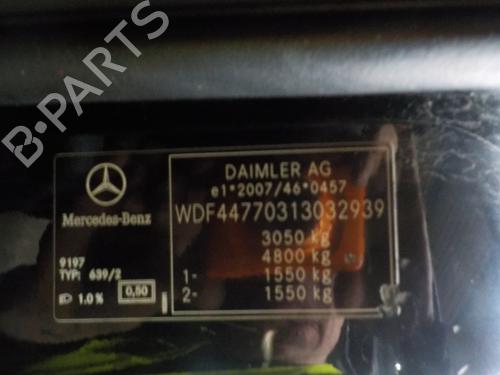 B-PARTS
Mercedes-Benz
9197
TYP: 639/2
1.0 %
0,50
DAIMLER AG
e1*2007/46*0457
WDF44770313032939
3050 kg
4800 kg
1- 1550 kg
2- 1550 kg